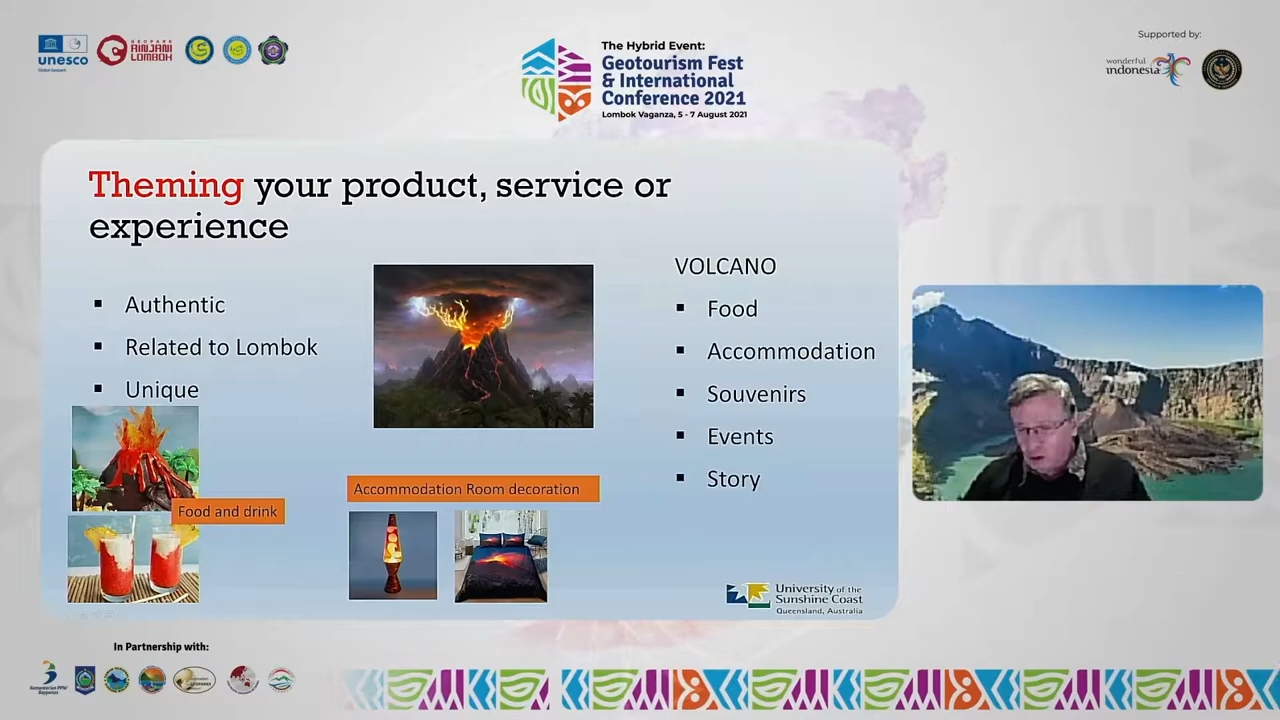 unesco
Global Geopark
GEOPARK
RINJANI
LOMBOK
The Hybrid Event:
Geotourism Fest
& International
Conference 2021
Lombok Vaganza, 5 - 7 August 2021
Supported by:
wonderful
indonesia
Theming your product, service or
experience
Authentic
Related to Lombok
Unique
VOLCANO
Food
Accommodation
Souvenirs
Events
Story
Food and drink
Accommodation Room decoration
University of the
Sunshine Coast
Queensland, Australia
In Partnership with:
Kementerian PPN/
Bappenas